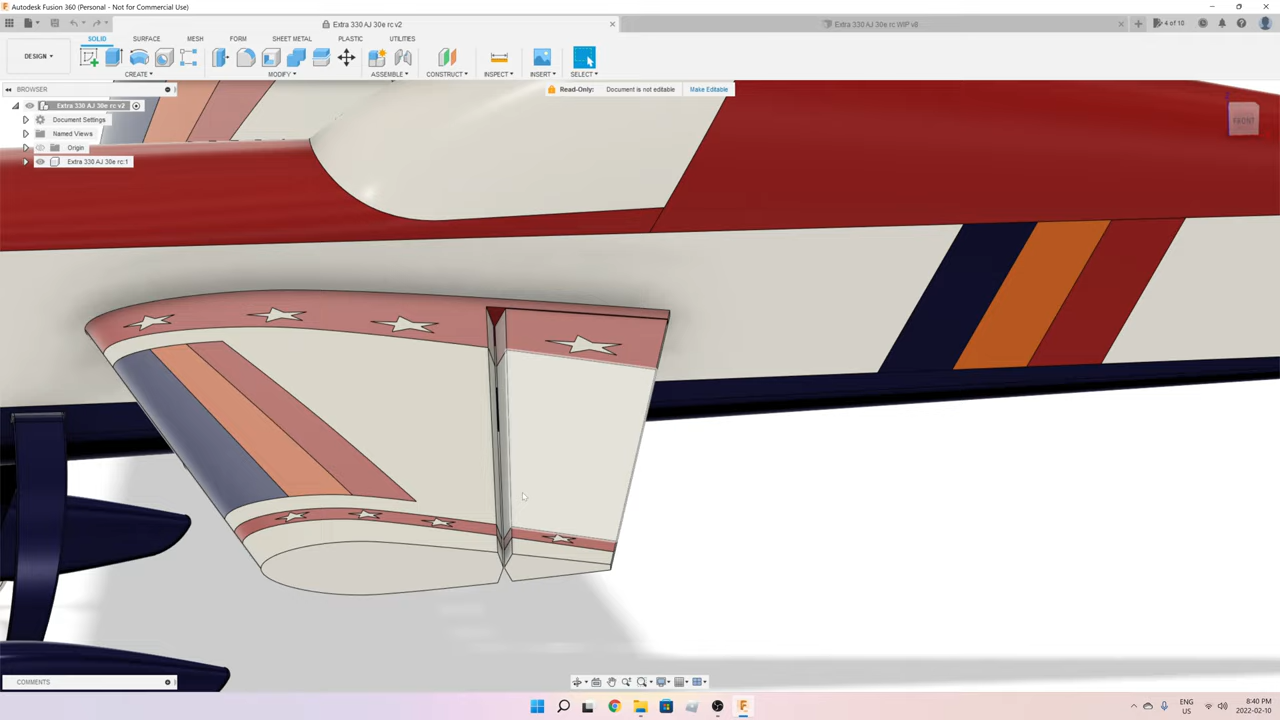 Autodesk Fusion 360 (Personal - Not for Commercial Use)
Extra 330 AJ 30e rc v2
Extra 330 AJ 30e rc WIP v8
4 of 10
SOLID
SURFACE
MESH
FORM
SHEET METAL
PLASTIC
UTILITIES
DESIGN
CREATE
MODIFY
ASSEMBLE
CONSTRUCT
INSPECT
INSERT
SELECT
BROWSER
Read-Only: Document is not editable Make Editable
Extra 330 AJ 30e rc v2
Document Settings
Named Views
Origin
Extra 330 AJ 30e rc:1
FRONT
COMMENTS
ENG
US
8:40 PM
2022-02-10